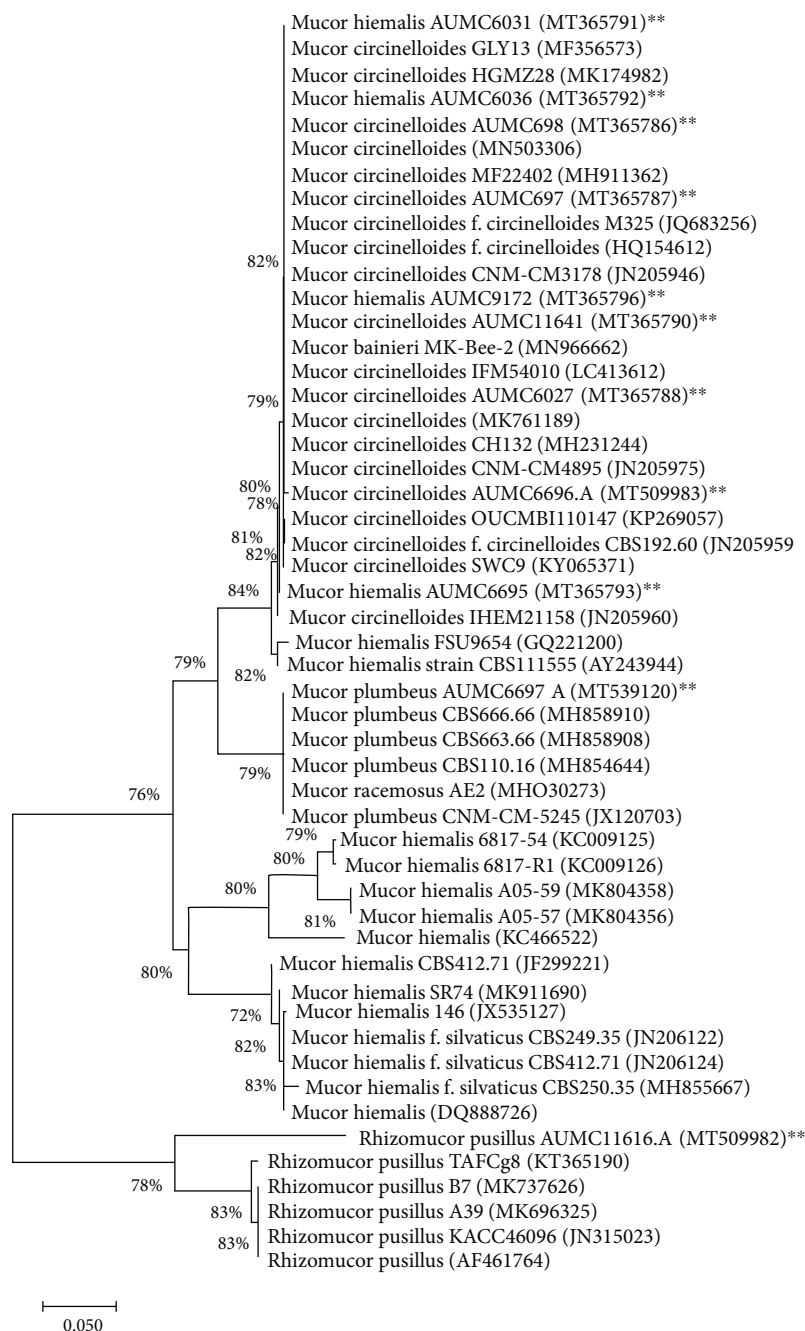 Mucor hiemalis AUMC6031 (MT365791)**
Mucor circinelloides GLY13 (MF356573)
Mucor circinelloides HGMZ28 (MK174982)
Mucor hiemalis AUMC6036 (MT365792)**
Mucor circinelloides AUMC698 (MT365786)**
Mucor circinelloides (MN503306)
Mucor circinelloides MF22402 (MH911362)
Mucor circinelloides AUMC697 (MT365787)**
Mucor circinelloides f. circinelloides M325 (JQ683256)
Mucor circinelloides f. circinelloides (HQ154612)
82%
Mucor circinelloides CNM-CM3178 (JN205946)
Mucor hiemalis AUMC9172 (MT365796)**
Mucor circinelloides AUMC11641 (MT365790)**
Mucor bainieri MK-Bee-2 (MN966662)
Mucor circinelloides IFM54010 (LC413612)
Mucor circinelloides AUMC6027 (MT365788)**
79%
Mucor circinelloides (MK761189)
Mucor circinelloides CH132 (MH231244)
Mucor circinelloides CNM-CM4895 (JN205975)
80%
Mucor circinelloides AUMC6696.A (MT509983)**
78%
Mucor circinelloides OUCMBI110147 (KP269057)
81%
Mucor circinelloides f. circinelloides CBS192.60 (JN205959
82%
Mucor circinelloides SWC9 (KY065371)
84%
Mucor hiemalis AUMC6695 (MT365793)**
Mucor circinelloides IHEM21158 (JN205960)
Mucor hiemalis FSU9654 (GQ221200)
79%
Mucor hiemalis strain CBS111555 (AY243944)
82%
Mucor plumbeus AUMC6697 A (MT539120)**
Mucor plumbeus CBS666.66 (MH858910)
Mucor plumbeus CBS663.66 (MH858908)
Mucor plumbeus CBS110.16 (MH854644)
79%
Mucor racemosus AE2 (MHO30273)
76%
Mucor plumbeus CNM-CM-5245 (JX120703)
79%
Mucor hiemalis 6817-54 (KC009125)
80%
Mucor hiemalis 6817-R1 (KC009126)
80%
Mucor hiemalis A05-59 (MK804358)
Mucor hiemalis A05-57 (MK804356)
81%
Mucor hiemalis (KC466522)
Mucor hiemalis CBS412.71 (JF299221)
80%
Mucor hiemalis SR74 (MK911690)
Mucor hiemalis 146 (JX535127)
72%
Mucor hiemalis f. silvaticus CBS249.35 (JN206122)
82%
Mucor hiemalis f. silvaticus CBS412.71 (JN206124)
83%
Mucor hiemalis f. silvaticus CBS250.35 (MH855667)
Mucor hiemalis (DQ888726)
Rhizomucor pusillus AUMC11616.A (MT509982)**
Rhizomucor pusillus TAFCg8 (KT365190)
78%
Rhizomucor pusillus B7 (MK737626)
83%
Rhizomucor pusillus A39 (MK696325)
Rhizomucor pusillus KACC46096 (JN315023)
83%
Rhizomucor pusillus (AF461764)
0.050